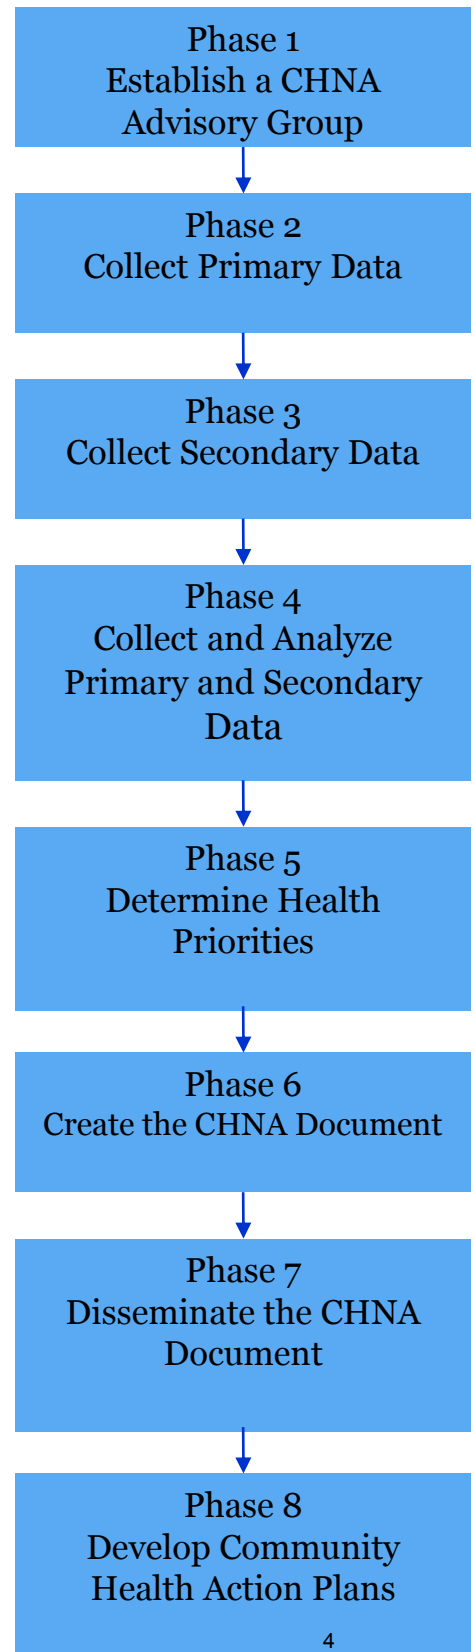 Phase 1
Establish a CHNA
Advisory Group
Phase 2
Collect Primary Data
Phase 3
Collect Secondary Data
Phase 4
Collect and Analyze
Primary and Secondary
Data
Phase 5
Determine Health
Priorities
Phase 6
Create the CHNA Document
Phase 7
Disseminate the CHNA
Document
Phase 8
Develop Community
Health Action Plans
4